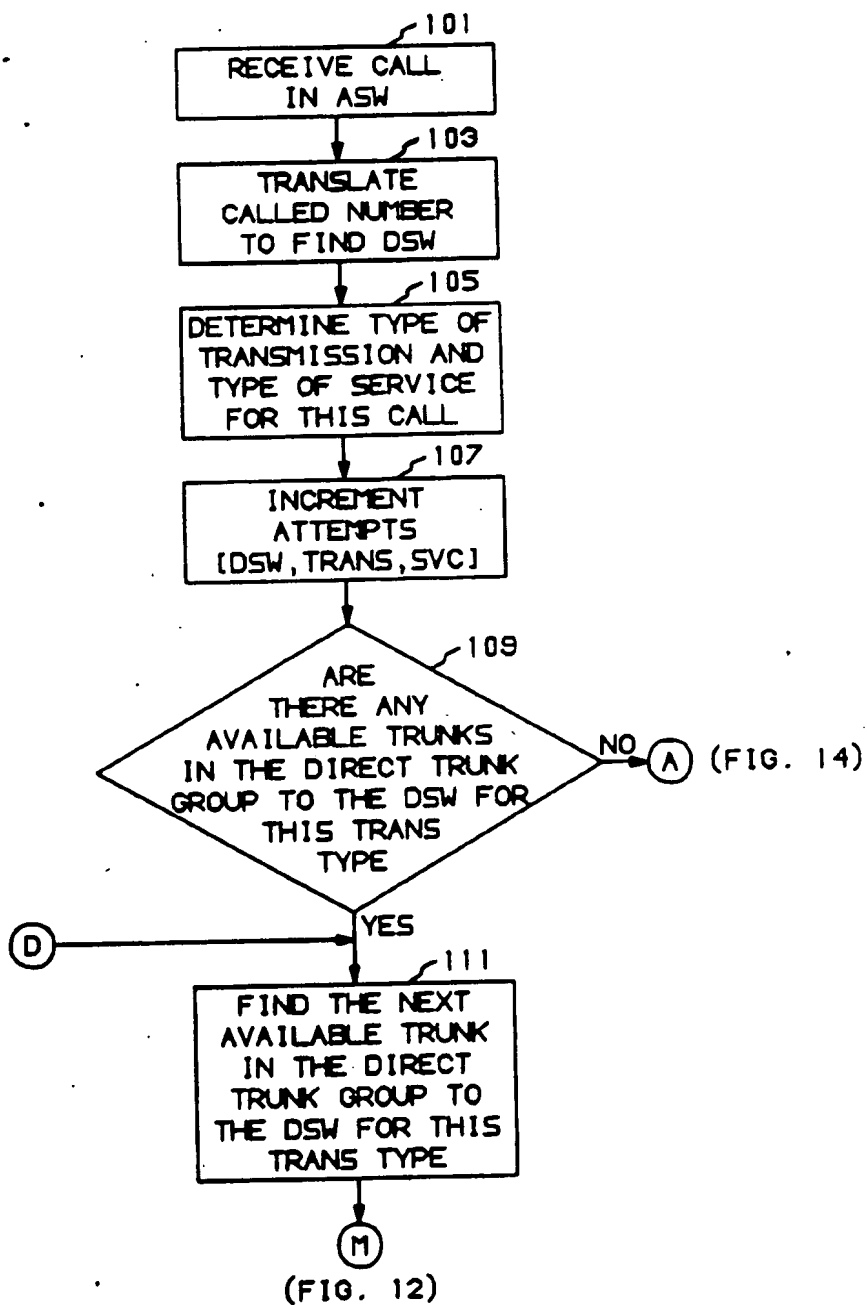 101
RECEIVE CALL
IN ASW
103
TRANSLATE
CALLED NUMBER
TO FIND DSW
105
DETERMINE TYPE OF
TRANSMISSION AND
TYPE OF SERVICE
FOR THIS CALL
107
INCREMENT
ATTEMPTS
[DSW,TRANS,SVC]
109
ARE
THERE ANY
AVAILABLE TRUNKS
IN THE DIRECT TRUNK
GROUP TO THE DSW FOR
THIS TRANS
TYPE
NO A (FIG. 14)
YES
D
111
FIND THE NEXT
AVAILABLE TRUNK
IN THE DIRECT
TRUNK GROUP TO
THE DSW FOR THIS
TRANS TYPE
M
(FIG. 12)